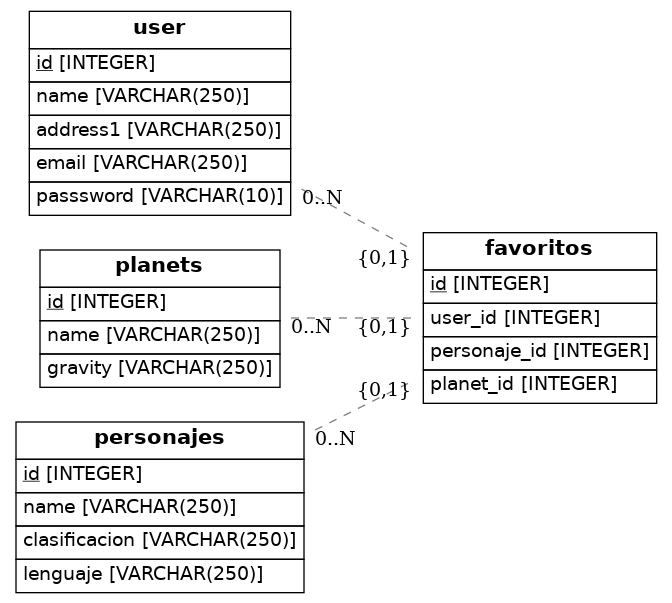 user
id [INTEGER]
name [VARCHAR(250)]
address1 [VARCHAR(250)]
email [VARCHAR(250)]
passsword [VARCHAR(10)]
0..N
{0,1}
planets
id [INTEGER]
name [VARCHAR(250)]
gravity [VARCHAR(250)]
0..N
{0,1}
personajes
id [INTEGER]
name [VARCHAR(250)]
clasificacion [VARCHAR(250)]
lenguaje [VARCHAR(250)]
0..N
{0,1}
favoritos
id [INTEGER]
user_id [INTEGER]
personaje_id [INTEGER]
planet_id [INTEGER]